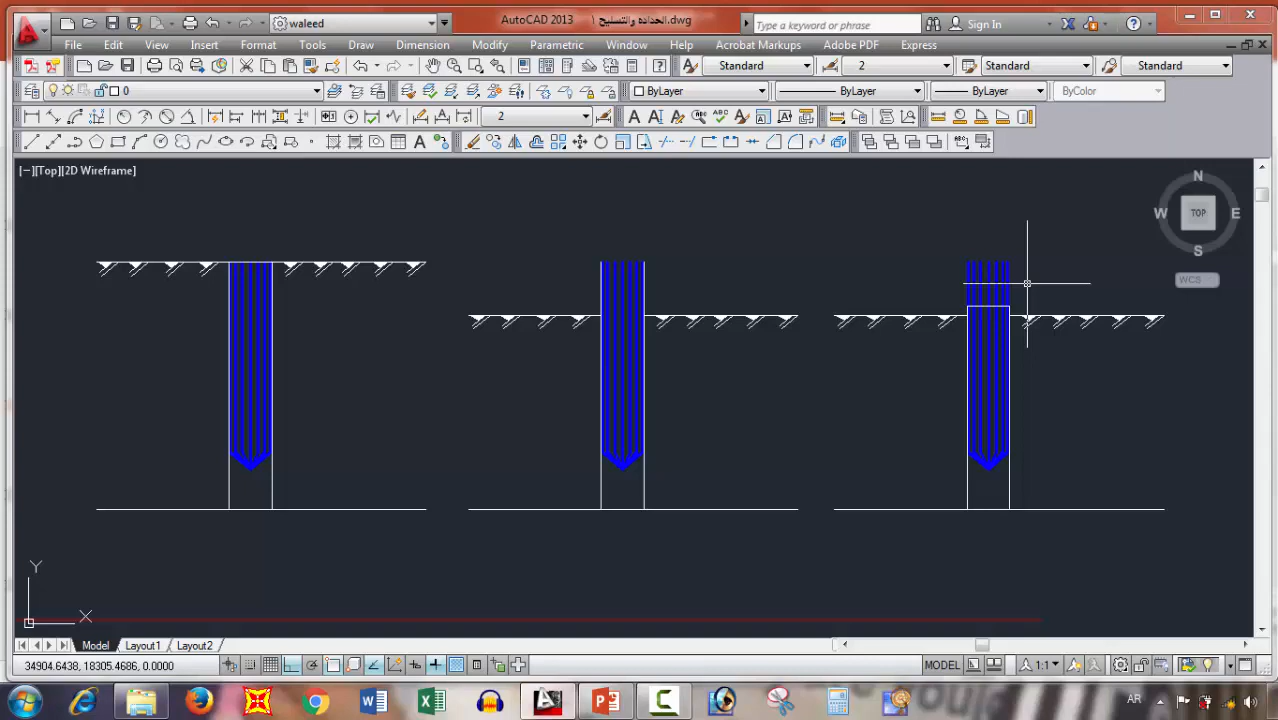 waleed
AutoCAD 2013 الحداده والتسليح ١.dwg
Type a keyword or phrase
Sign In
File Edit View Insert Format Tools Draw Dimension Modify Parametric Window Help Acrobat Markups Adobe PDF Express
Standard 2 Standard Standard
0 ByLayer ByLayer ByLayer ByColor
2
[−][Top][2D Wireframe]
N
W TOP E
S
WCS
Y
X
Model Layout1 Layout2
34904.6438, 18305.4686, 0.0000 MODEL 1:1
AR